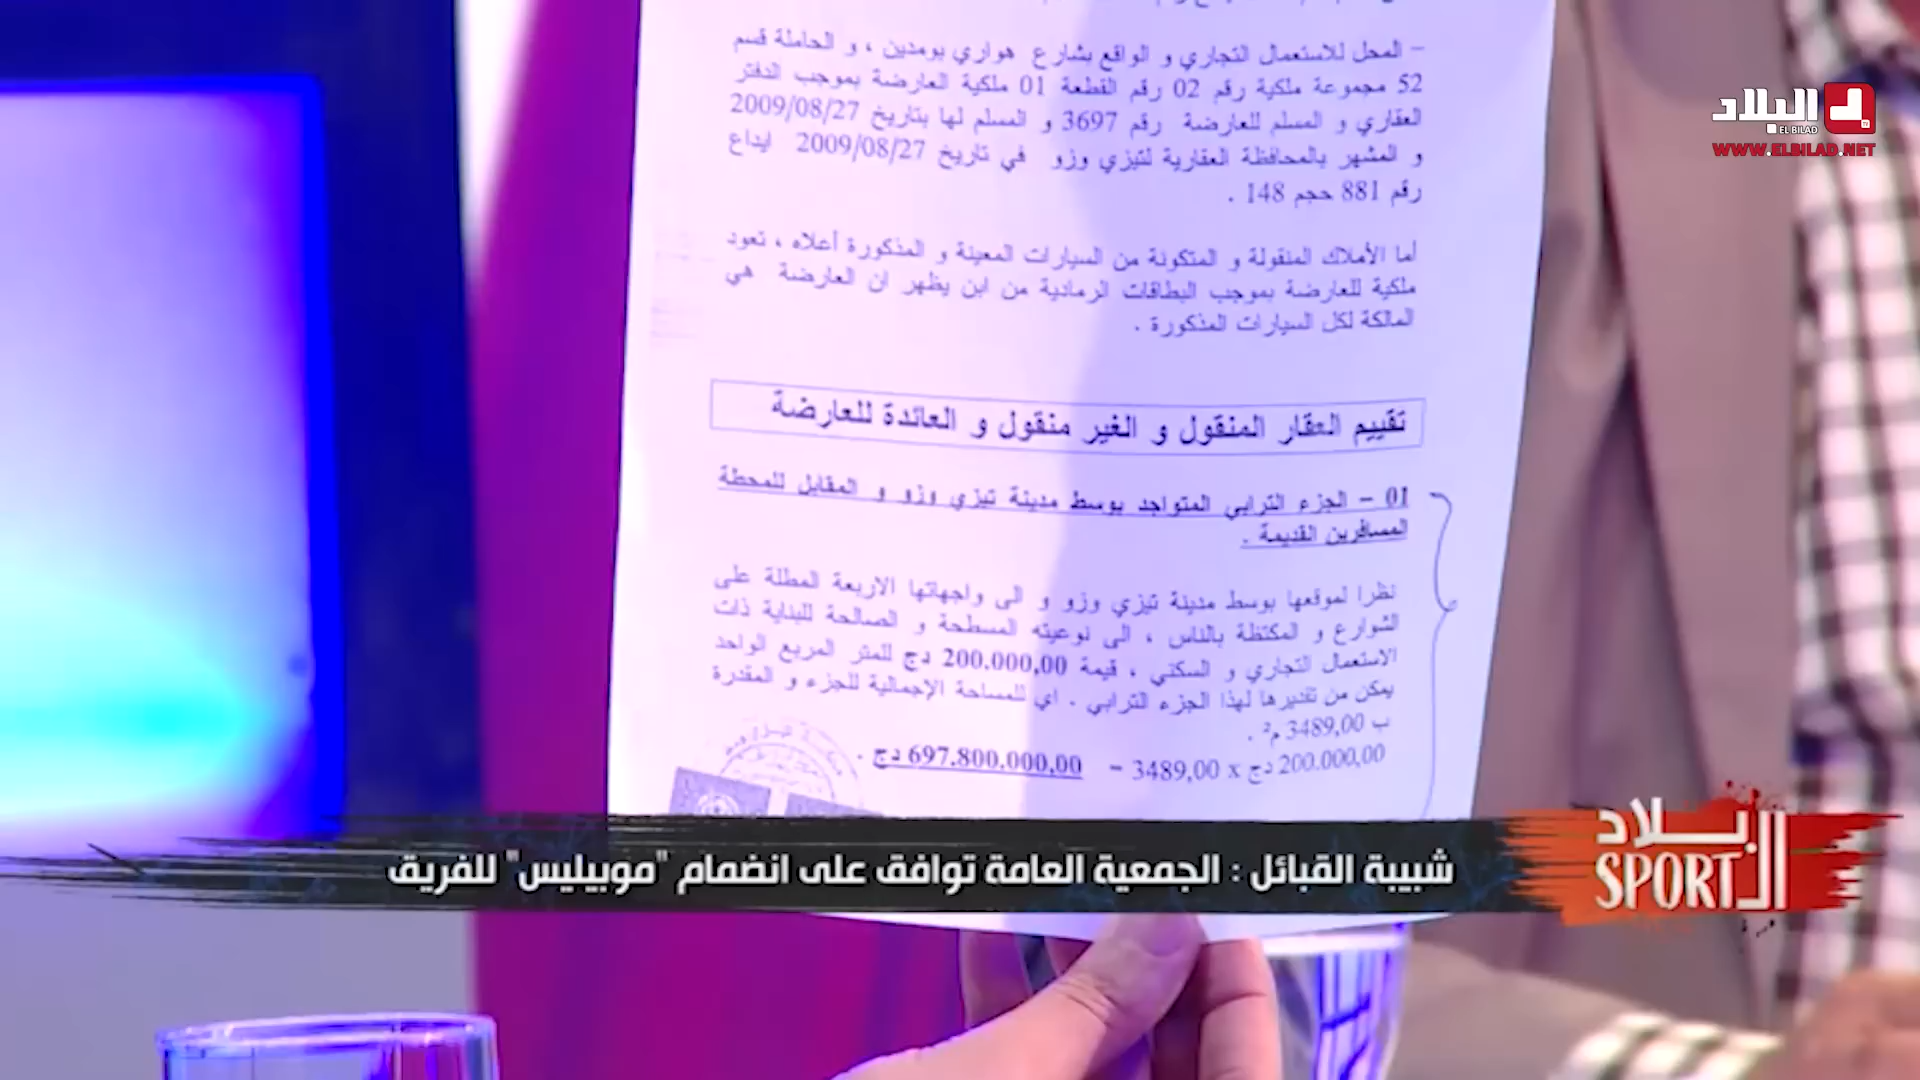 – المحل للاستعمال التجاري و الواقع بشارع هواري بومدين ، و الحاملة قسم
52 مجموعة ملكية رقم 02 رقم القطعة 01 ملكية العارضة بموجب الدفتر
العقاري و المسلم للعارضة رقم 3697 و المسلم لها بتاريخ 2009/08/27
و المشهر بالمحافظة العقارية لتيزي وزو في تاريخ 2009/08/27 ايداع
رقم 881 حجم 148 .
أما الأملاك المنقولة و المتكونة من السيارات المعينة و المذكورة أعلاه ، تعود
ملكية للعارضة بموجب البطاقات الرمادية من ابن يظهر ان العارضة هي
المالكة لكل السيارات المذكورة .
تقييم العقار المنقول و الغير منقول و العائدة للعارضة
01 – الجزء الترابي المتواجد بوسط مدينة تيزي وزو و المقابل للمحطة
المسافرين القديمة .
نظرا لموقعها بوسط مدينة تيزي وزو و الى واجهاتها الاربعة المطلة على
الشوارع و المكتظة بالناس ، الى نوعيته المسطحة و الصالحة للبناية ذات
الاستعمال التجاري و السكني ، قيمة 200.000,00 دج للمتر المربع الواحد
يمكن من تقديرها لهذا الجزء الترابي . اي للمساحة الإجمالية للجزء و المقدرة
ب 3489,00 م² .
200.000,00 دج x 3489,00 = 697.800.000,00 دج .
البلاد
EL BILAD
WWW.ELBILAD.NET
شبيبة القبائل : الجمعية العامة توافق على انضمام "موبيليس" للفريق
البلاد
SPORT